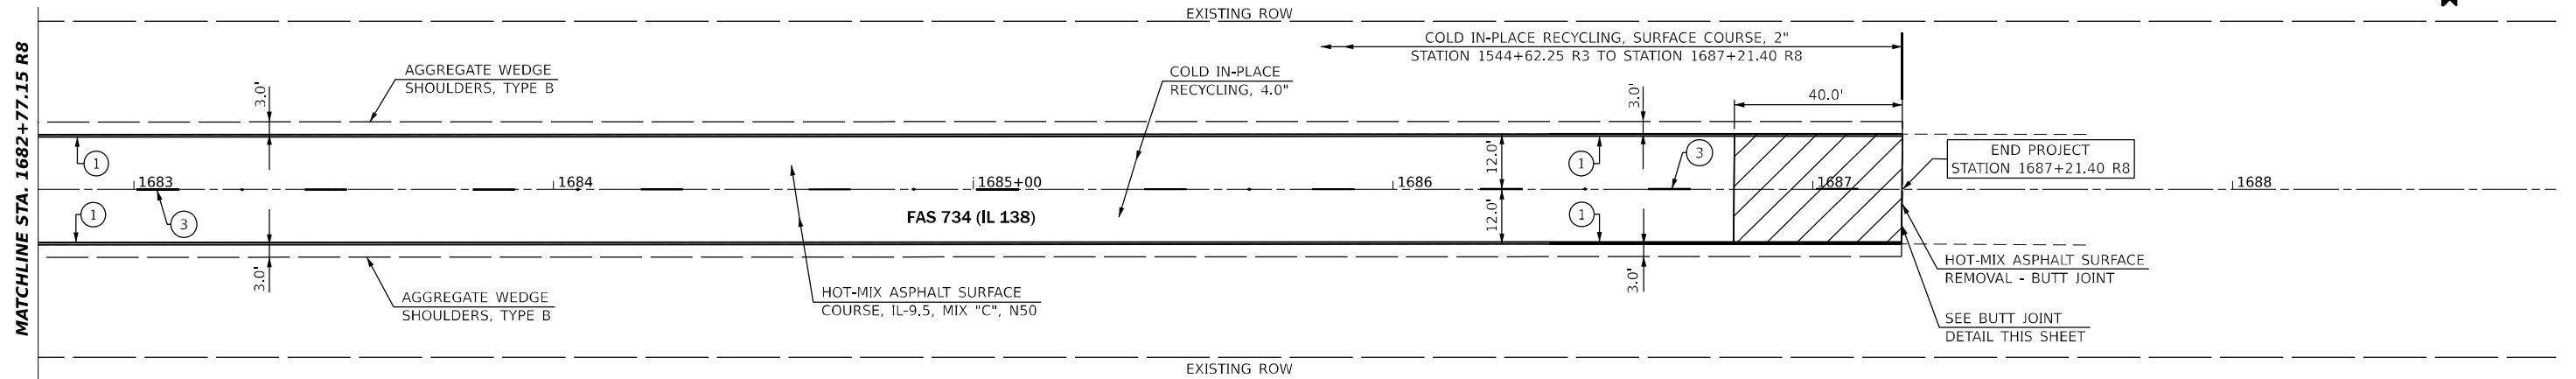 EXISTING ROW
COLD IN-PLACE RECYCLING, SURFACE COURSE, 2"
STATION 1544+62.25 R3 TO STATION 1687+21.40 R8
MATCHLINE STA. 1682+77.15 R8
AGGREGATE WEDGE
SHOULDERS, TYPE B
COLD IN-PLACE
RECYCLING, 4.0"
3.0'
3.0'
40.0'
1
12.0'
1
3
END PROJECT
STATION 1687+21.40 R8
1683
1684
1685+00
1686
1687
1688
1
3
FAS 734 (IL 138)
12.0'
1
3.0'
3.0'
AGGREGATE WEDGE
SHOULDERS, TYPE B
HOT-MIX ASPHALT SURFACE
COURSE, IL-9.5, MIX "C", N50
HOT-MIX ASPHALT SURFACE
REMOVAL - BUTT JOINT
SEE BUTT JOINT
DETAIL THIS SHEET
EXISTING ROW